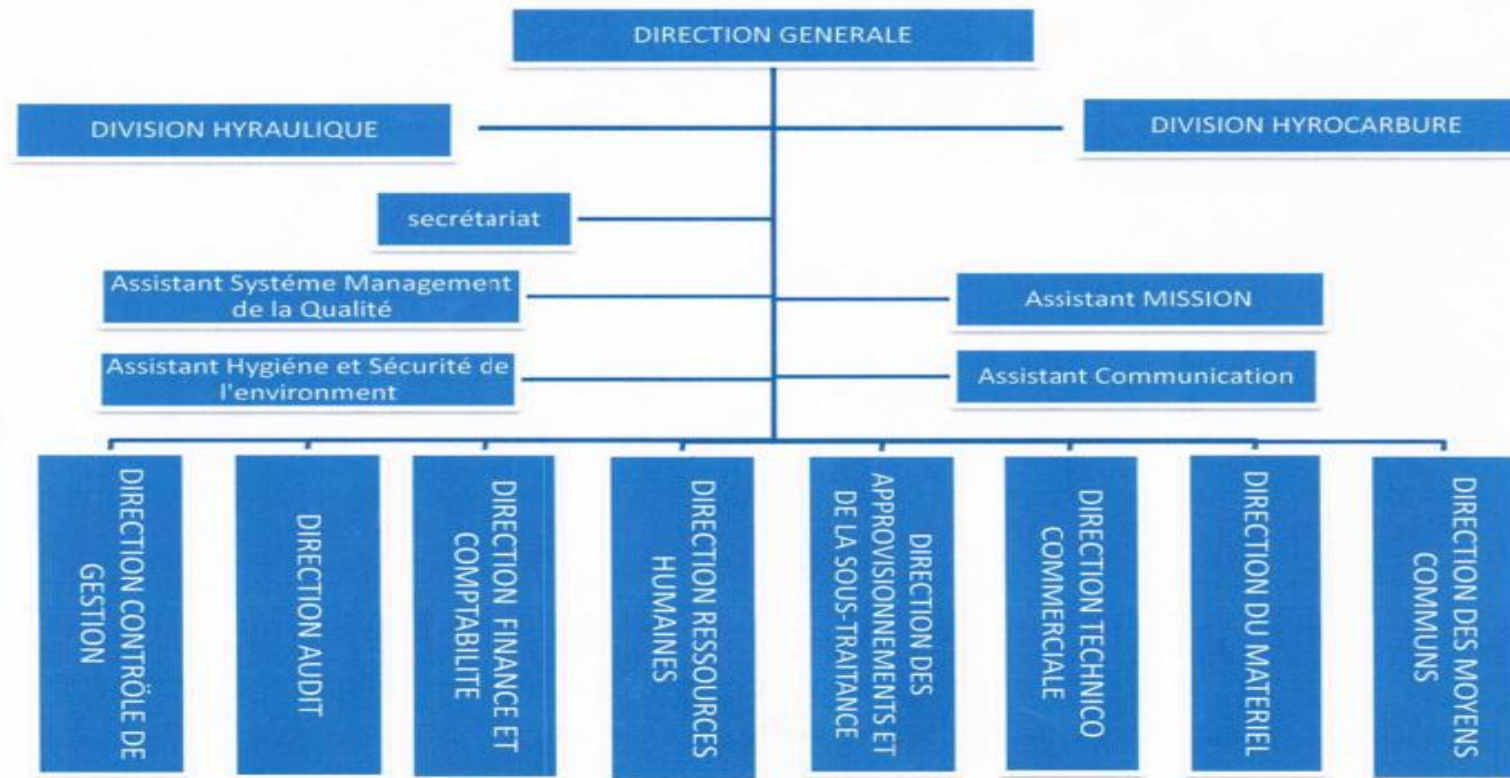 DIRECTION GENERALE
DIVISION HYRAULIQUE
DIVISION HYROCARBURE
secrétariat
Assistant Systéme Management
de la Qualité
Assistant MISSION
Assistant Hygiéne et Sécurité de
l'environment
Assistant Communication
DIRECTION CONTRÖLE DE
GESTION
DIRECTION AUDIT
DIRECTION FINANCE ET
COMPTABILITE
DIRECTION RESSOURCES
HUMAINES
DIRECTION DES
APPROVISIONNEMENTS ET
DE LA SOUS-TRAITANCE
DIRECTION TECHNICO
COMMERCIALE
DIRECTION DU MATERIEL
DIRECTION DES MOYENS
COMMUNS